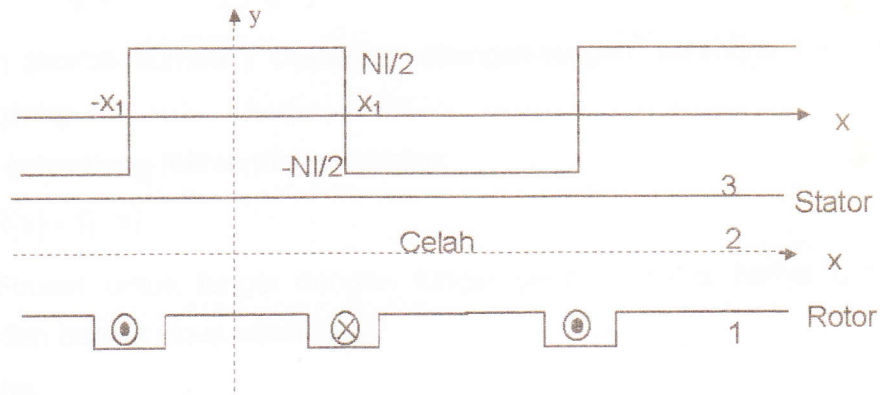 y
NI/2
-x₁
x₁
x
-NI/2
3
Stator
Celah
2
x
Rotor
1